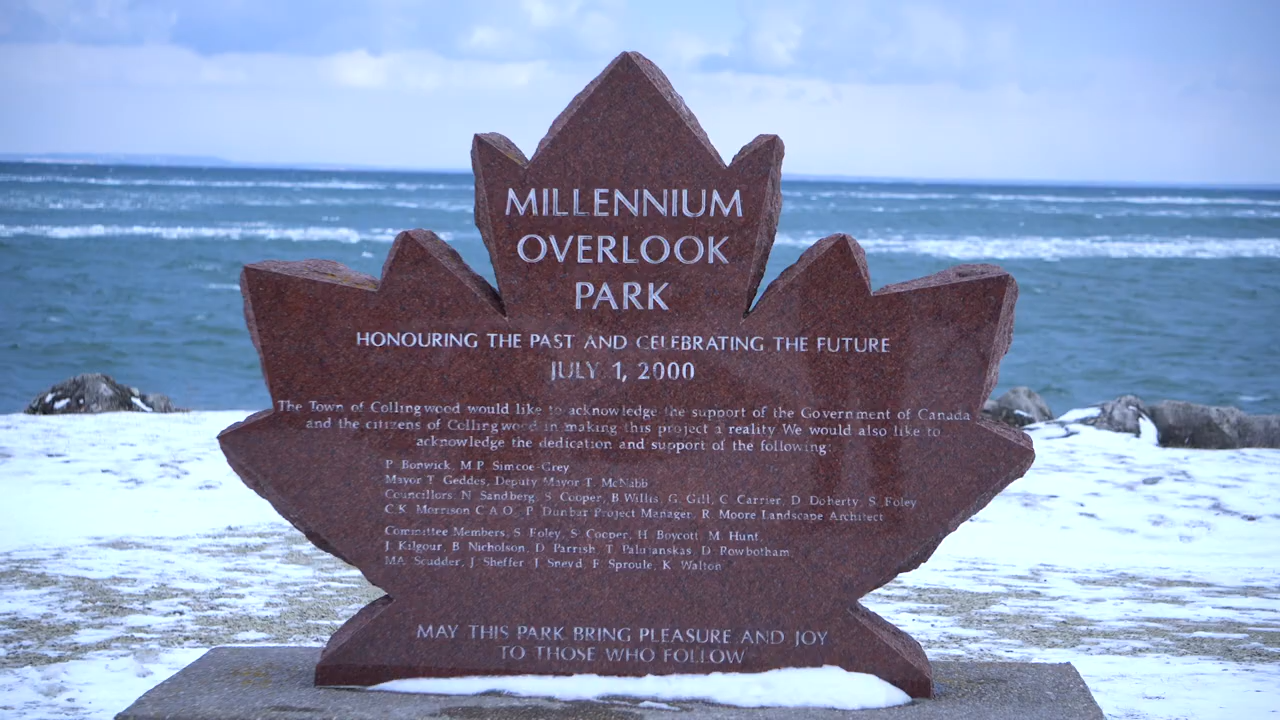 MILLENNIUM
OVERLOOK
PARK
HONOURING THE PAST AND CELEBRATING THE FUTURE
JULY 1, 2000
The Town of Collingwood would like to acknowledge the support of the Government of Canada
and the citizens of Collingwood in making this project a reality. We would also like to
acknowledge the dedication and support of the following:
P. Bonwick, M.P. Simcoe-Grey
Mayor T. Geddes, Deputy Mayor T. McNabb
Councillors, N. Sandberg, S. Cooper, B. Willis, G. Gill, C. Carrier, D. Doherty, S. Foley
C.K. Morrison C.A.O., P. Dunbar Project Manager, R. Moore Landscape Architect
Committee Members, S. Foley, S. Cooper, H. Boycott, M. Hunt,
J. Kilgour, B. Nicholson, D. Parrish, T. Palujanskas, D. Rowbotham,
MA. Scudder, J. Sheffer, J. Sneyd, F. Sproule, K. Walton
MAY THIS PARK BRING PLEASURE AND JOY
TO THOSE WHO FOLLOW